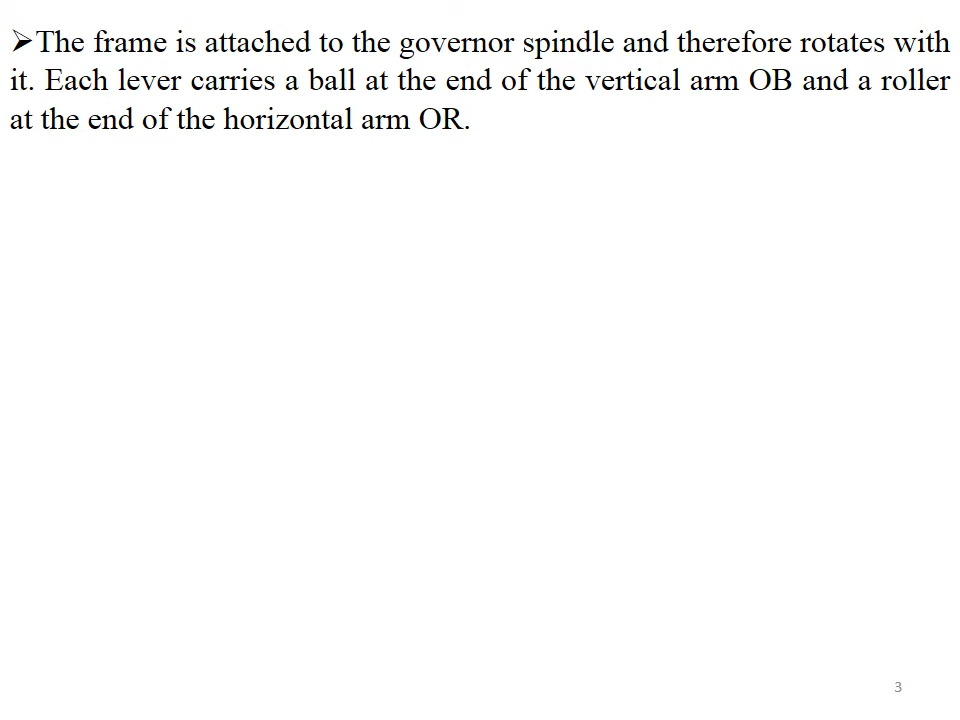 ➢The frame is attached to the governor spindle and therefore rotates with
it. Each lever carries a ball at the end of the vertical arm OB and a roller
at the end of the horizontal arm OR.
3